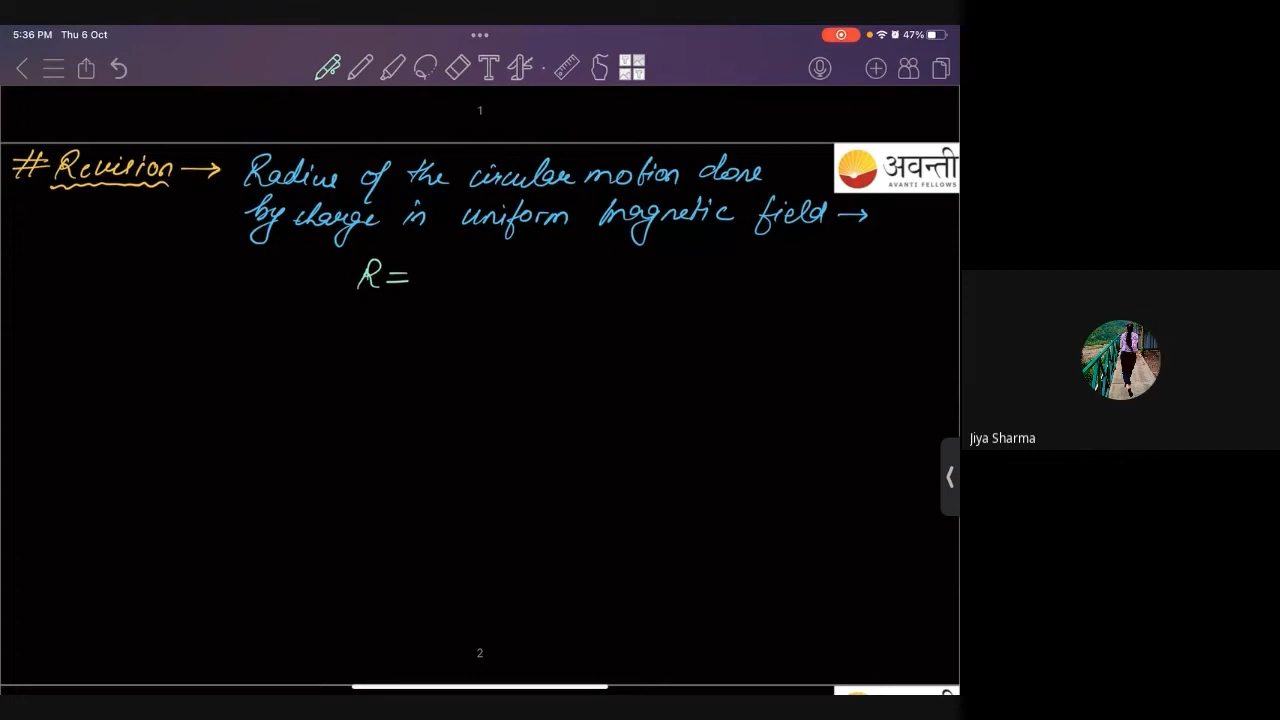 5:36 PM Thu 6 Oct
47%
1
# Revision → Radius of the circular motion done
by charge in uniform magnetic field →
R =
अवन्ती
AVANTI FELLOWS
Jiya Sharma
2